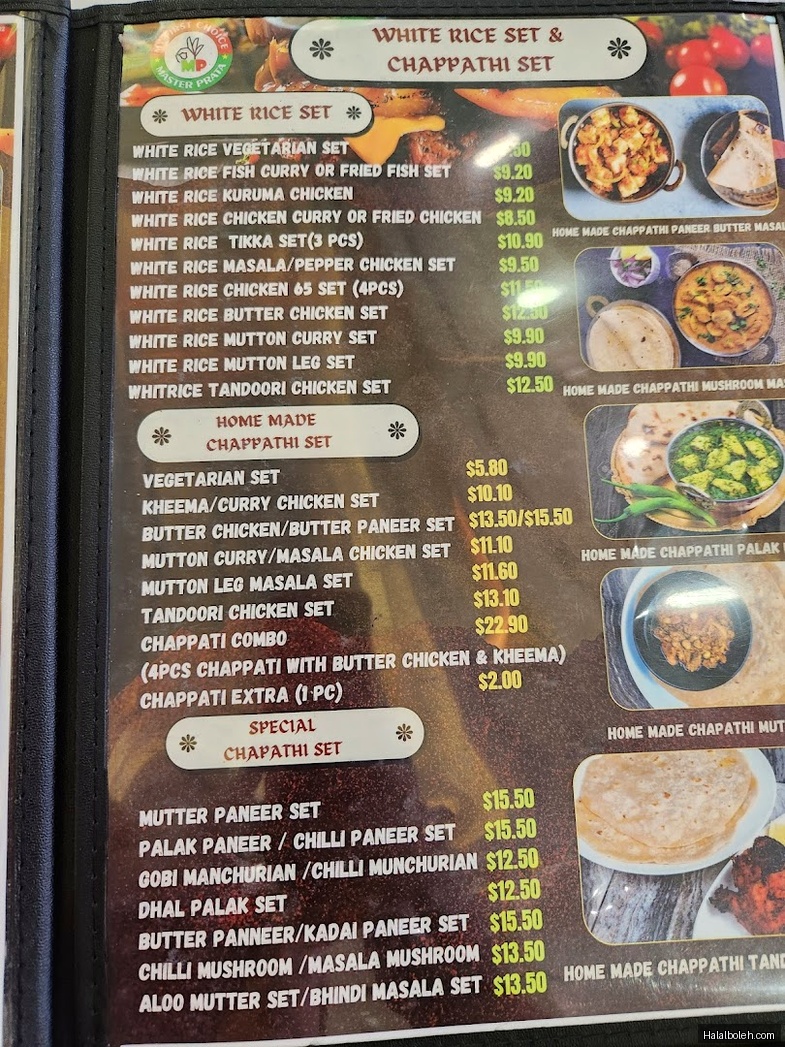 1ST FIRST CHOICE
MP
MASTER PRATA
WHITE RICE SET &
CHAPPATHI SET
WHITE RICE SET
WHITE RICE VEGETARIAN SET .50
WHITE RICE FISH CURRY OR FRIED FISH SET $9.20
WHITE RICE KURUMA CHICKEN $9.20
WHITE RICE CHICKEN CURRY OR FRIED CHICKEN $8.50
WHITE RICE TIKKA SET(3 PCS) $10.90
WHITE RICE MASALA/PEPPER CHICKEN SET $9.50
WHITE RICE CHICKEN 65 SET (4PCS)
WHITE RICE BUTTER CHICKEN SET $12.50
WHITE RICE MUTTON CURRY SET $9.90
WHITE RICE MUTTON LEG SET $9.90
WHITRICE TANDOORI CHICKEN SET $12.50
HOME MADE
CHAPPATHI SET
VEGETARIAN SET $5.80
KHEEMA/CURRY CHICKEN SET $10.10
BUTTER CHICKEN/BUTTER PANEER SET $13.50/$15.50
MUTTON CURRY/MASALA CHICKEN SET $11.10
MUTTON LEG MASALA SET $11.60
TANDOORI CHICKEN SET $13.10
CHAPPATI COMBO $22.90
(4PCS CHAPPATI WITH BUTTER CHICKEN & KHEEMA)
CHAPPATI EXTRA (1 PC) $2.00
SPECIAL
CHAPATHI SET
MUTTER PANEER SET $15.50
PALAK PANEER / CHILLI PANEER SET $15.50
GOBI MANCHURIAN /CHILLI MUNCHURIAN $12.50
DHAL PALAK SET $12.50
BUTTER PANNEER/KADAI PANEER SET $15.50
CHILLI MUSHROOM /MASALA MUSHROOM $13.50
ALOO MUTTER SET/BHINDI MASALA SET $13.50
HOME MADE CHAPPATHI PANEER BUTTER MASAL
HOME MADE CHAPPATHI MUSHROOM MA
HOME MADE CHAPPATHI PALAK
HOME MADE CHAPATHI MUT
HOME MADE CHAPPATHI TAND
Halalboleh.com